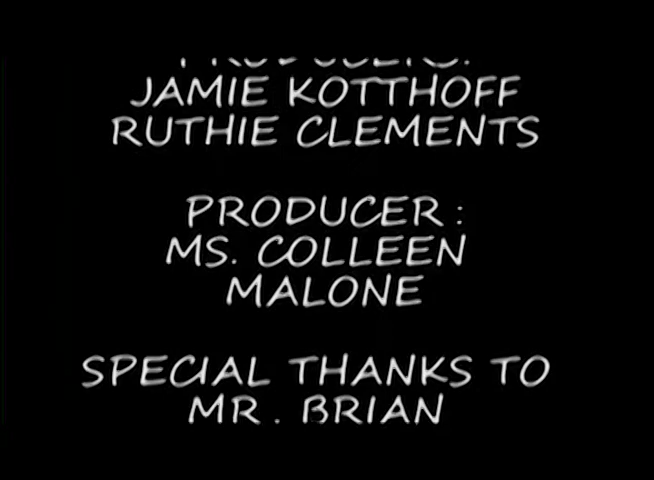 JAMIE KOTTHOFF
RUTHIE CLEMENTS
PRODUCER :
MS. COLLEEN
MALONE
SPECIAL THANKS TO
MR. BRIAN